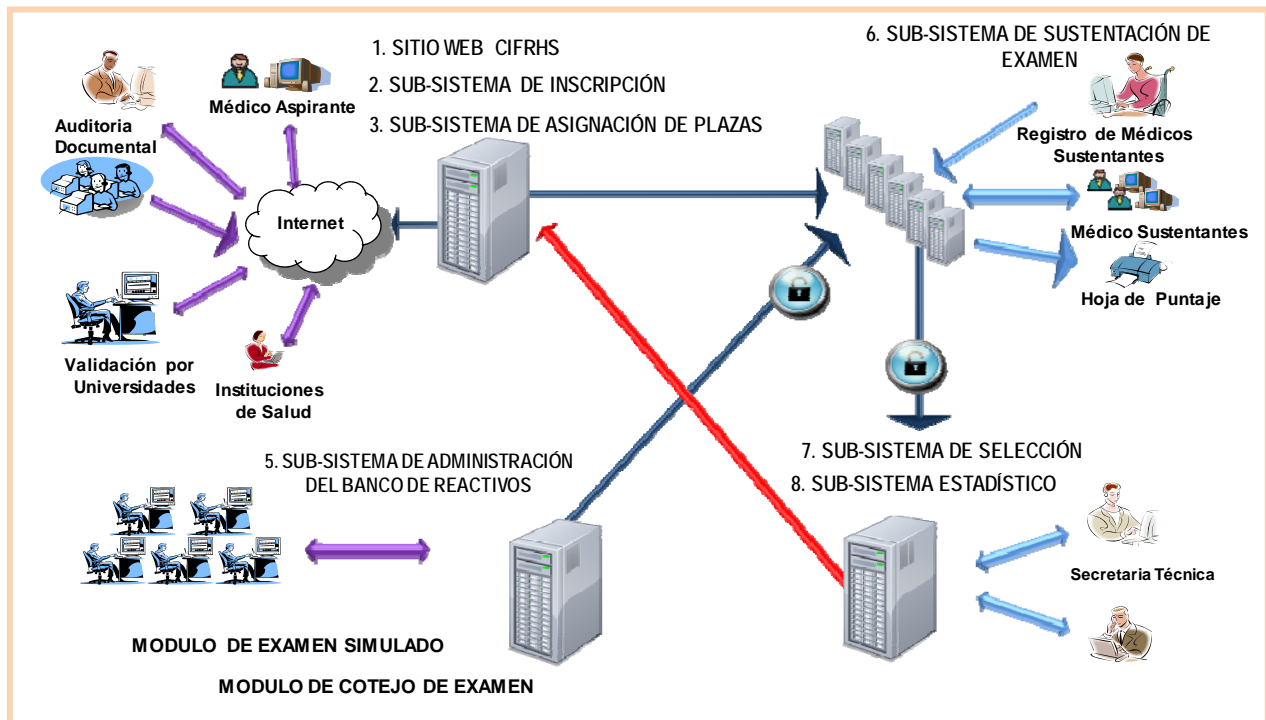 1. SITIO WEB CIFRHS
2. SUB-SISTEMA DE INSCRIPCIÓN
3. SUB-SISTEMA DE ASIGNACIÓN DE PLAZAS
6. SUB-SISTEMA DE SUSTENTACIÓN DE
EXAMEN
Médico Aspirante
Auditoria
Documental
Internet
Validación por
Universidades
Instituciones
de Salud
Registro de Médicos
Sustentantes
Médico Sustentantes
Hoja de Puntaje
5. SUB-SISTEMA DE ADMINISTRACIÓN
DEL BANCO DE REACTIVOS
7. SUB-SISTEMA DE SELECCIÓN
8. SUB-SISTEMA ESTADÍSTICO
Secretaria Técnica
MODULO DE EXAMEN SIMULADO
MODULO DE COTEJO DE EXAMEN